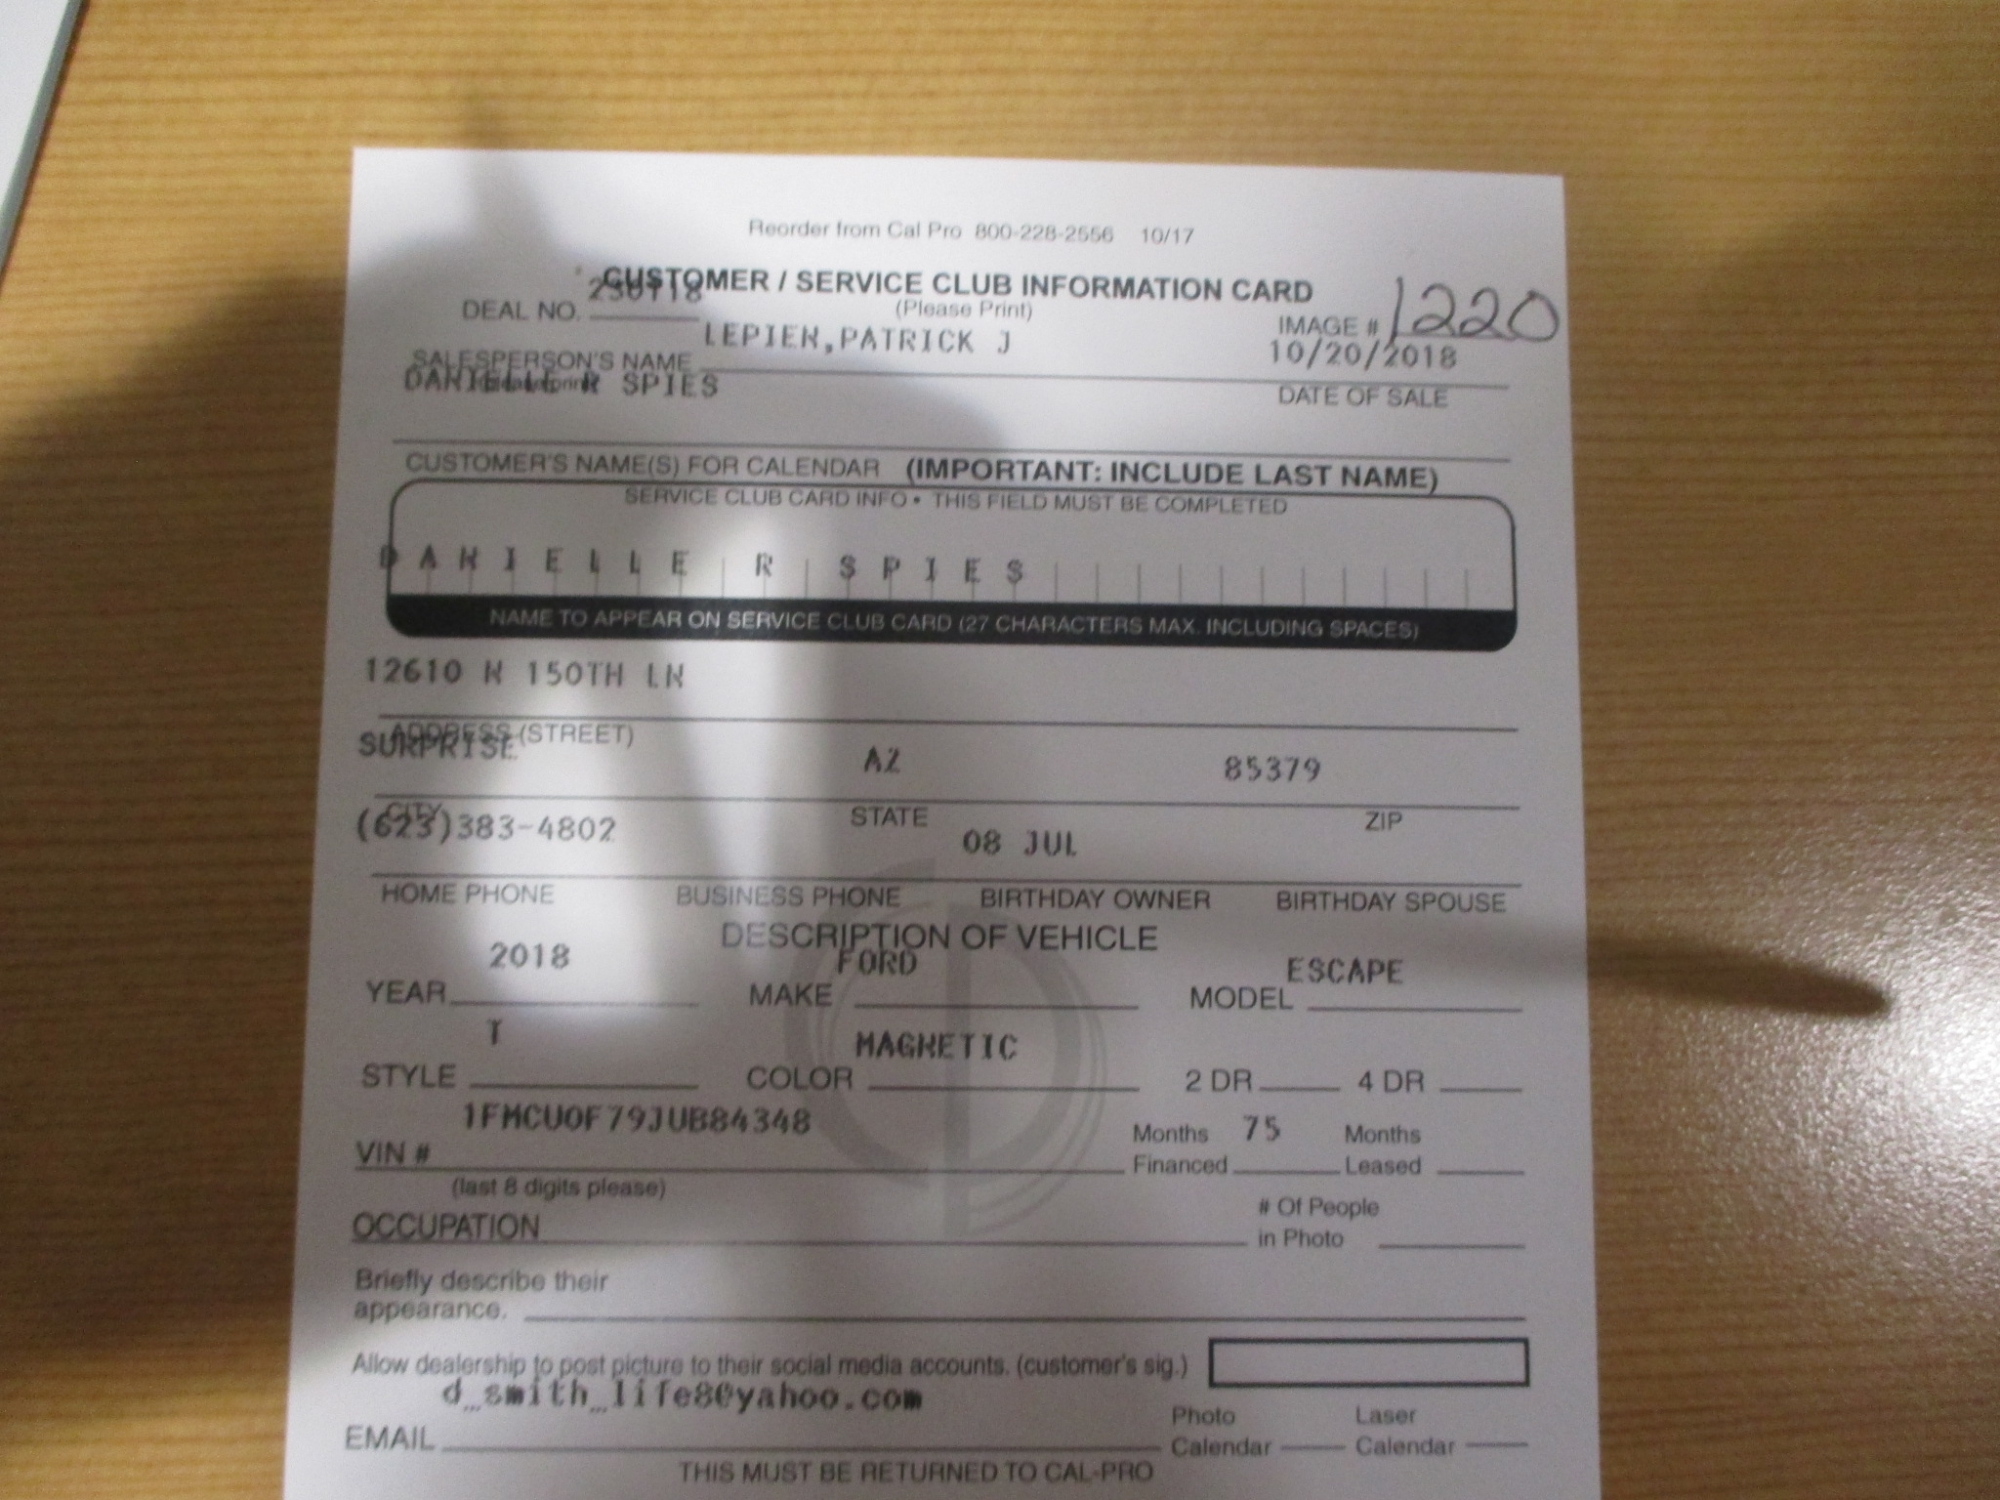 Reorder from Cal Pro 800-228-2556 10/17
CUSTOMER / SERVICE CLUB INFORMATION CARD
DEAL NO. (Please Print) IMAGE # 1220
LEPIEN,PATRICK J 10/20/2018
SALESPERSON'S NAME
DANIELLE R SPIES DATE OF SALE
CUSTOMER'S NAME(S) FOR CALENDAR (IMPORTANT: INCLUDE LAST NAME)
SERVICE CLUB CARD INFO • THIS FIELD MUST BE COMPLETED
DANIELLE R SPIES
NAME TO APPEAR ON SERVICE CLUB CARD (27 CHARACTERS MAX. INCLUDING SPACES)
12610 N 150TH LN
ADDRESS (STREET)
SURPRISE AZ 85379
CITY STATE ZIP
(623)383-4802 08 JUL
HOME PHONE BUSINESS PHONE BIRTHDAY OWNER BIRTHDAY SPOUSE
DESCRIPTION OF VEHICLE
2018 FORD ESCAPE
YEAR MAKE MODEL
T MAGNETIC
STYLE COLOR 2 DR 4 DR
1FMCU0F79JUB84348 Months 75 Months
VIN # Financed Leased
(last 8 digits please)
# Of People
OCCUPATION in Photo
Briefly describe their
appearance.
Allow dealership to post picture to their social media accounts. (customer's sig.)
d_smith_life8@yahoo.com
Photo Laser
EMAIL Calendar Calendar
THIS MUST BE RETURNED TO CAL-PRO